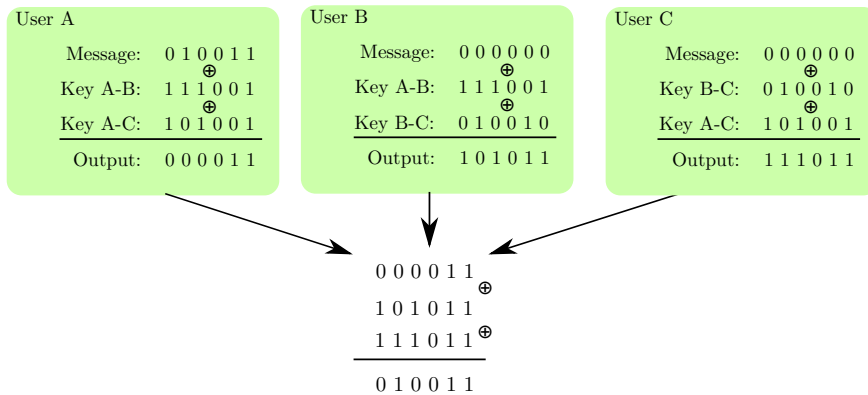 User A
Message: 0 1 0 0 1 1
⊕
Key A-B: 1 1 1 0 0 1
⊕
Key A-C: 1 0 1 0 0 1
Output: 0 0 0 0 1 1
User B
Message: 0 0 0 0 0 0
⊕
Key A-B: 1 1 1 0 0 1
⊕
Key B-C: 0 1 0 0 1 0
Output: 1 0 1 0 1 1
User C
Message: 0 0 0 0 0 0
⊕
Key B-C: 0 1 0 0 1 0
⊕
Key A-C: 1 0 1 0 0 1
Output: 1 1 1 0 1 1
0 0 0 0 1 1
⊕
1 0 1 0 1 1
⊕
1 1 1 0 1 1
0 1 0 0 1 1